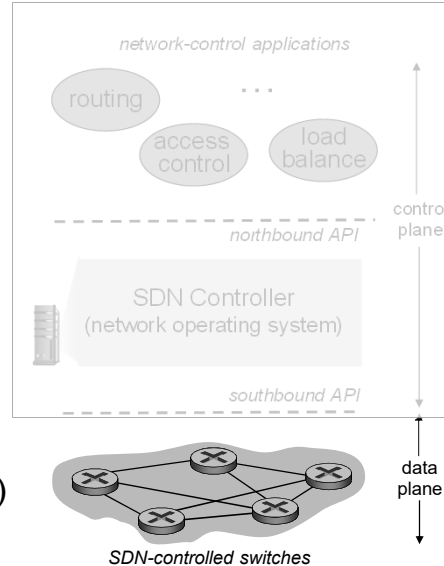 network-control applications
routing
...
access
control
load
balance
contro
plane
northbound API
SDN Controller
(network operating system)
southbound API
)
data
plane
SDN-controlled switches